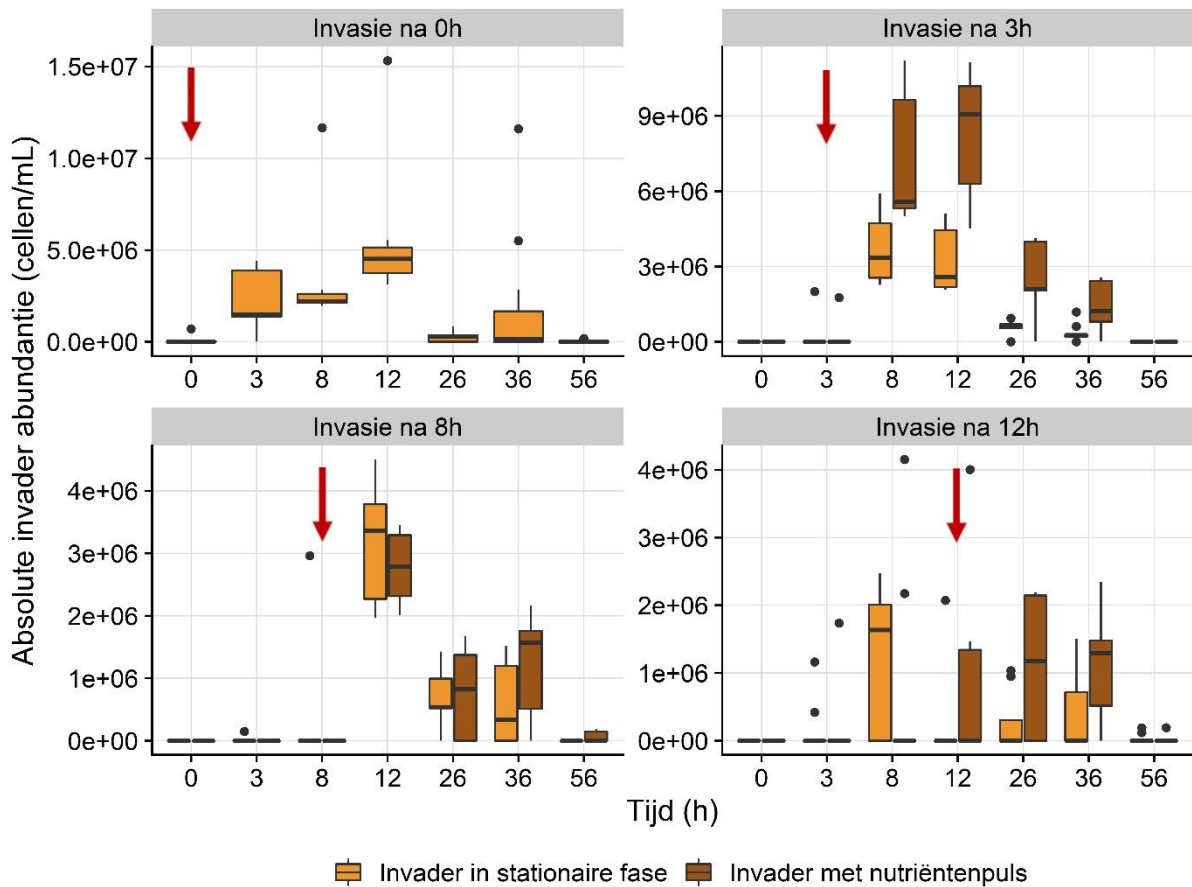 Absolute invader abundantie (cellen/mL)
Invasie na 0h
1.5e+07
1.0e+07
5.0e+06
0.0e+00
0 3 8 12 26 36 56
Invasie na 3h
9e+06
6e+06
3e+06
0e+00
0 3 8 12 26 36 56
Invasie na 8h
4e+06
3e+06
2e+06
1e+06
0e+00
0 3 8 12 26 36 56
Invasie na 12h
4e+06
3e+06
2e+06
1e+06
0e+00
0 3 8 12 26 36 56
Tijd (h)
Invader in stationaire fase Invader met nutriëntenpuls